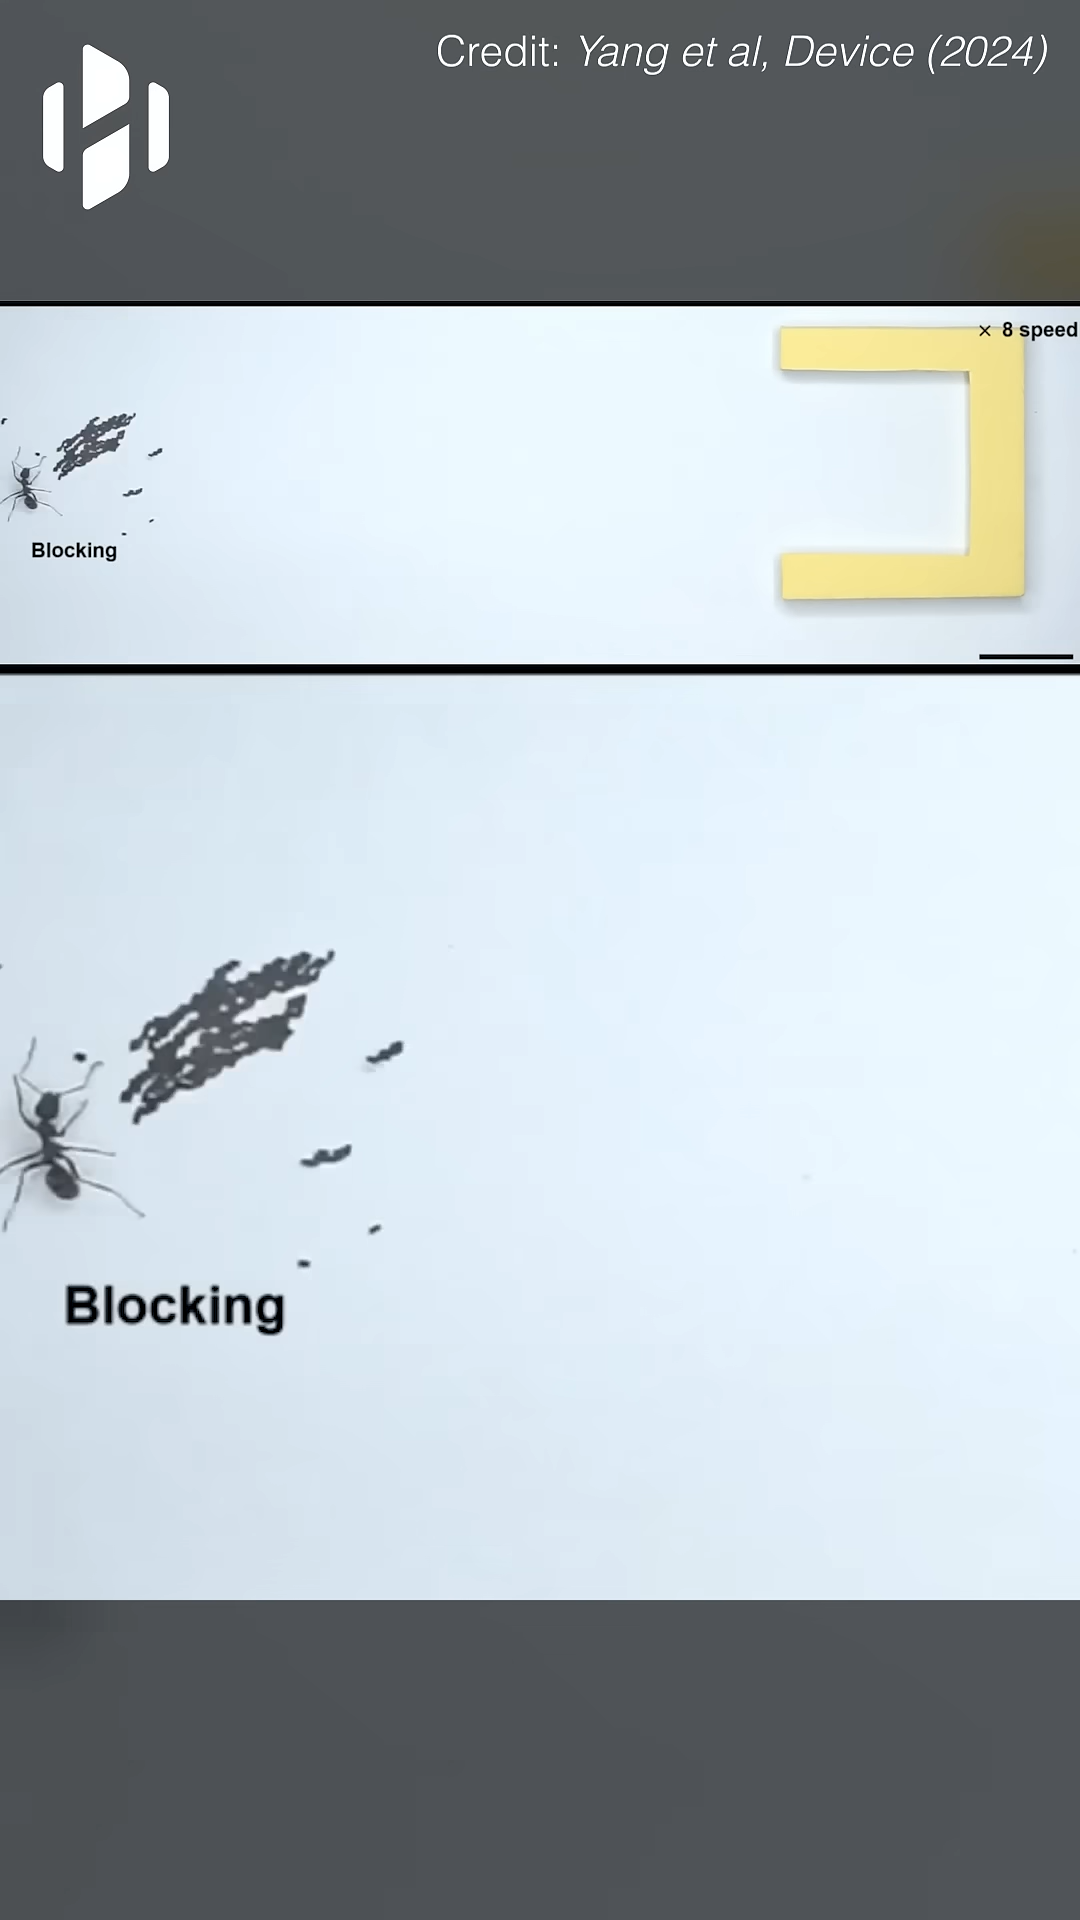 Credit: Yang et al, Device (2024)
× 8 speed
Blocking
Blocking